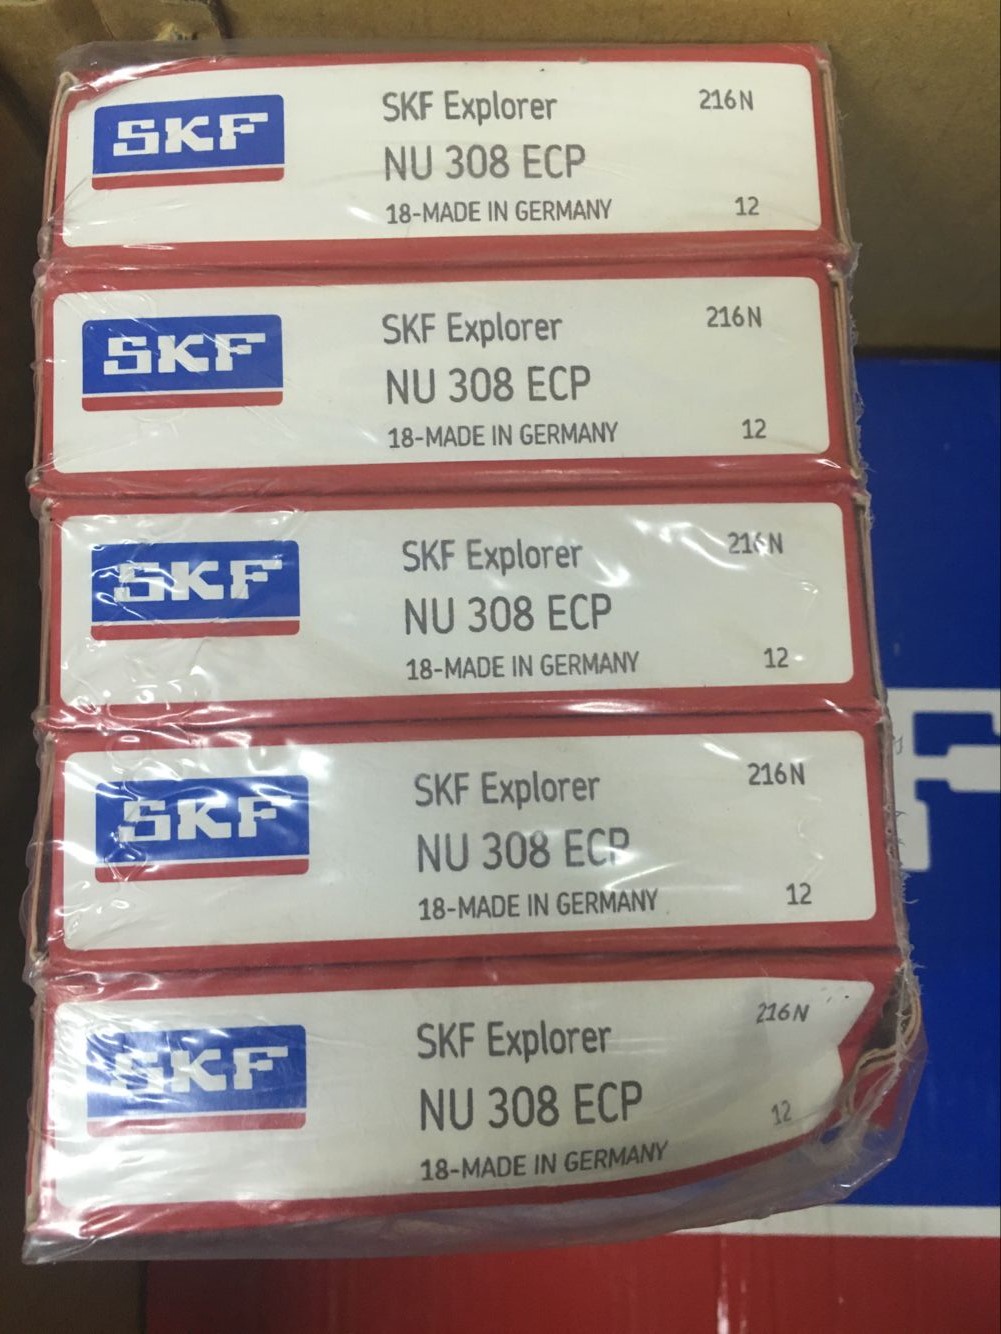 SKF
SKF Explorer
216N
NU 308 ECP
18-MADE IN GERMANY
12
SKF
SKF Explorer
216N
NU 308 ECP
18-MADE IN GERMANY
12
SKF
SKF Explorer
216N
NU 308 ECP
18-MADE IN GERMANY
12
SKF
SKF Explorer
216N
NU 308 ECP
18-MADE IN GERMANY
12
SKF
SKF Explorer
216N
NU 308 ECP
18-MADE IN GERMANY
12
F